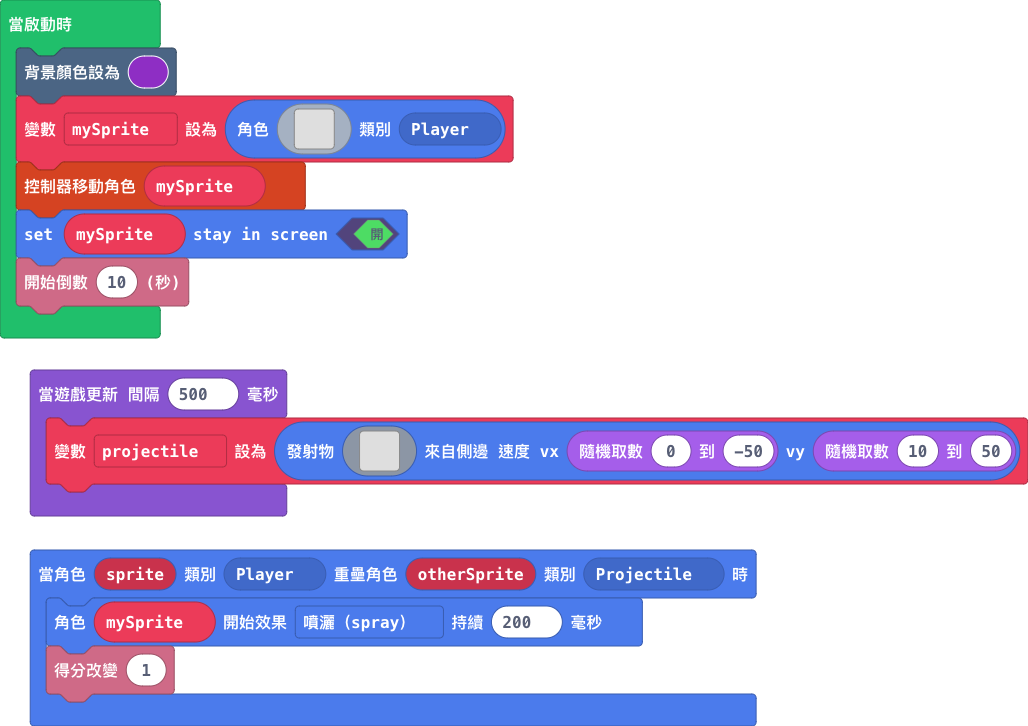 當啟動時
背景顏色設為
變數 mySprite 設為 角色 類別 Player
控制器移動角色 mySprite
set mySprite stay in screen 開
開始倒數 10 (秒)
當遊戲更新 間隔 500 毫秒
變數 projectile 設為 發射物 來自側邊 速度 vx 隨機取數 0 到 -50 vy 隨機取數 10 到 50
當角色 sprite 類別 Player 重疊角色 otherSprite 類別 Projectile 時
角色 mySprite 開始效果 噴灑 (spray) 持續 200 毫秒
得分改變 1